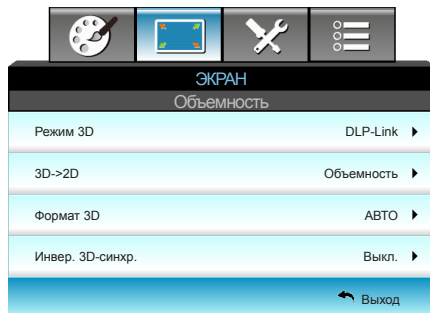 ЭКРАН
Объемность
Режим 3D DLP-Link
3D->2D Объемность
Формат 3D АВТО
Инвер. 3D-синхр. Выкл.
Выход